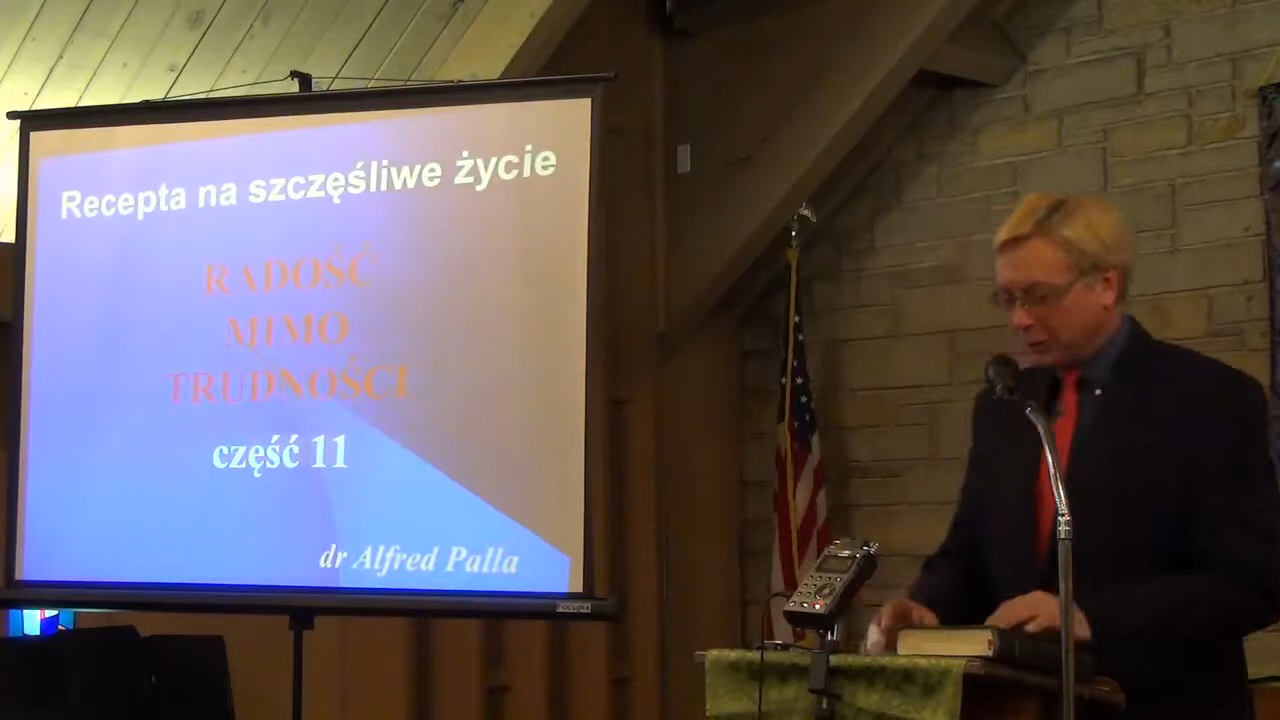 Recepta na szczęśliwe życie
RADOŚĆ
MIMO
TRUDNOŚCI
część 11
dr Alfred Palla